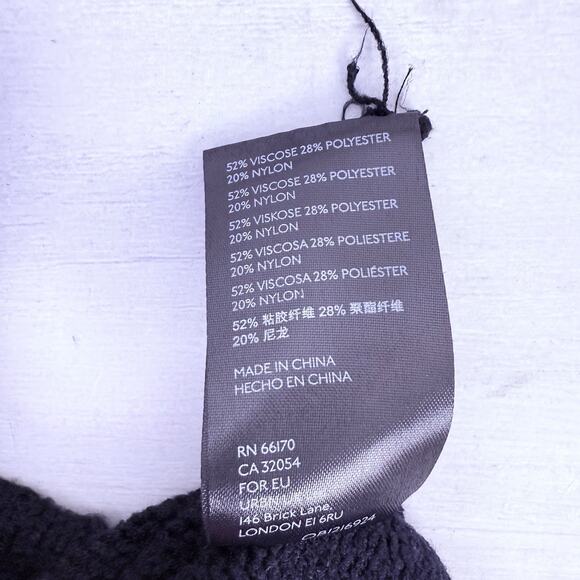 52% VISCOSE 28% POLYESTER
20% NYLON
52% VISCOSE 28% POLYESTER
20% NYLON
52% VISKOSE 28% POLYESTER
20% NYLON
52% VISCOSA 28% POLIESTERE
20% NYLON
52% VISCOSA 28% POLIÉSTER
20% NYLON
52% 粘胶纤维 28% 聚酯纤维
20% 尼龙
MADE IN CHINA
HECHO EN CHINA
RN 66170
CA 32054
FOR EU
URBN
146 Brick Lane,
LONDON E1 6RU